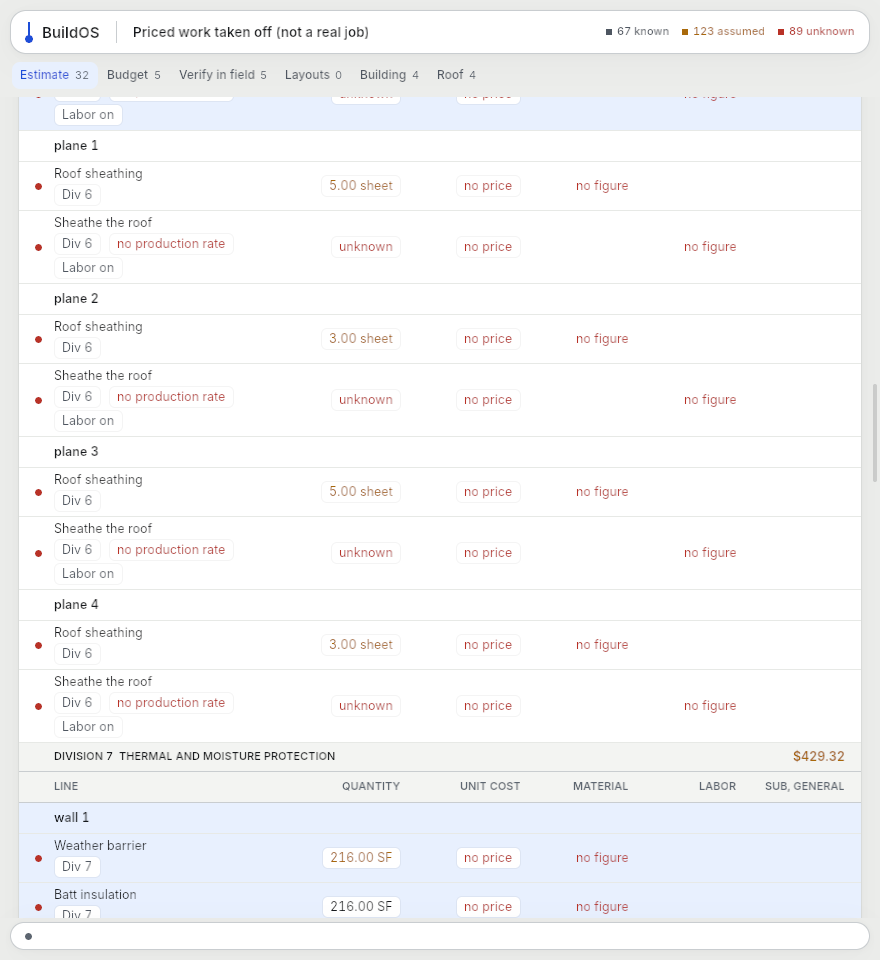 BuildOS
Priced work taken off (not a real job)
67 known
123 assumed
89 unknown
Estimate 32
Budget 5
Verify in field 5
Layouts 0
Building 4
Roof 4
Labor on
plane 1
Roof sheathing
Div 6
5.00 sheet
no price
no figure
Sheathe the roof
Div 6
no production rate
Labor on
unknown
no price
no figure
plane 2
Roof sheathing
Div 6
3.00 sheet
no price
no figure
Sheathe the roof
Div 6
no production rate
Labor on
unknown
no price
no figure
plane 3
Roof sheathing
Div 6
5.00 sheet
no price
no figure
Sheathe the roof
Div 6
no production rate
Labor on
unknown
no price
no figure
plane 4
Roof sheathing
Div 6
3.00 sheet
no price
no figure
Sheathe the roof
Div 6
no production rate
Labor on
unknown
no price
no figure
DIVISION 7 THERMAL AND MOISTURE PROTECTION
$429.32
LINE
QUANTITY
UNIT COST
MATERIAL
LABOR
SUB, GENERAL
wall 1
Weather barrier
Div 7
216.00 SF
no price
no figure
Batt insulation
Div 7
216.00 SF
no price
no figure